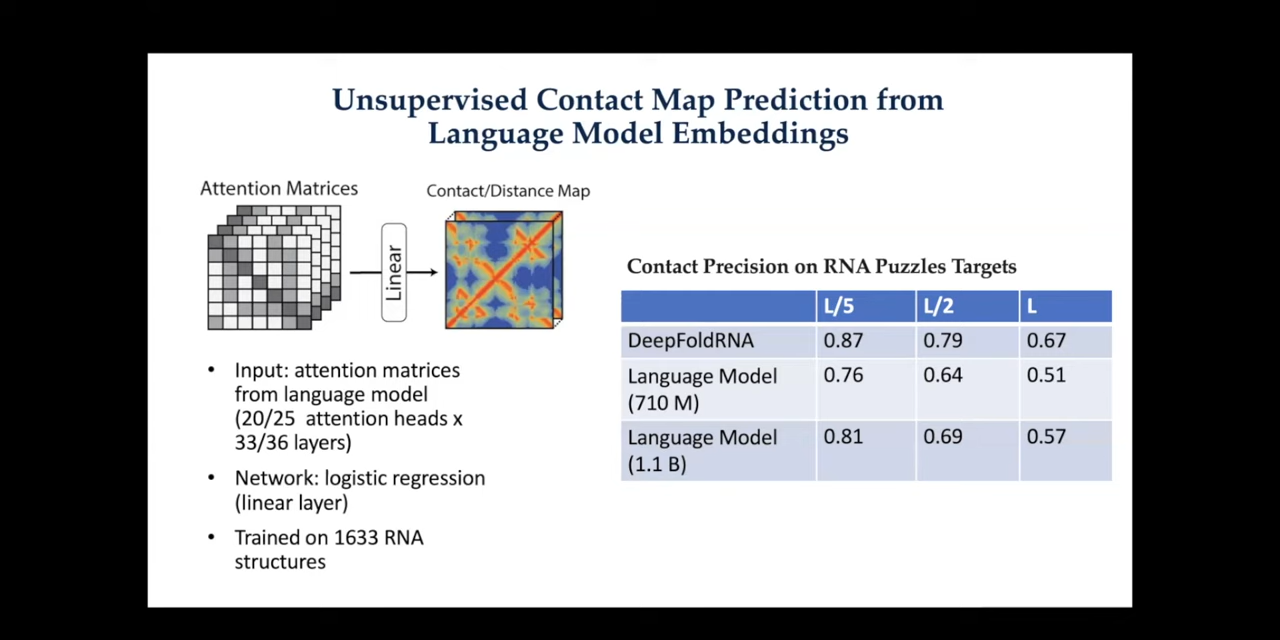 Unsupervised Contact Map Prediction from
Language Model Embeddings
Attention Matrices
Contact/Distance Map
Linear
• Input: attention matrices
from language model
(20/25 attention heads x
33/36 layers)
• Network: logistic regression
(linear layer)
• Trained on 1633 RNA
structures
Contact Precision on RNA Puzzles Targets
L/5 L/2 L
DeepFoldRNA 0.87 0.79 0.67
Language Model 0.76 0.64 0.51
(710 M)
Language Model 0.81 0.69 0.57
(1.1 B)